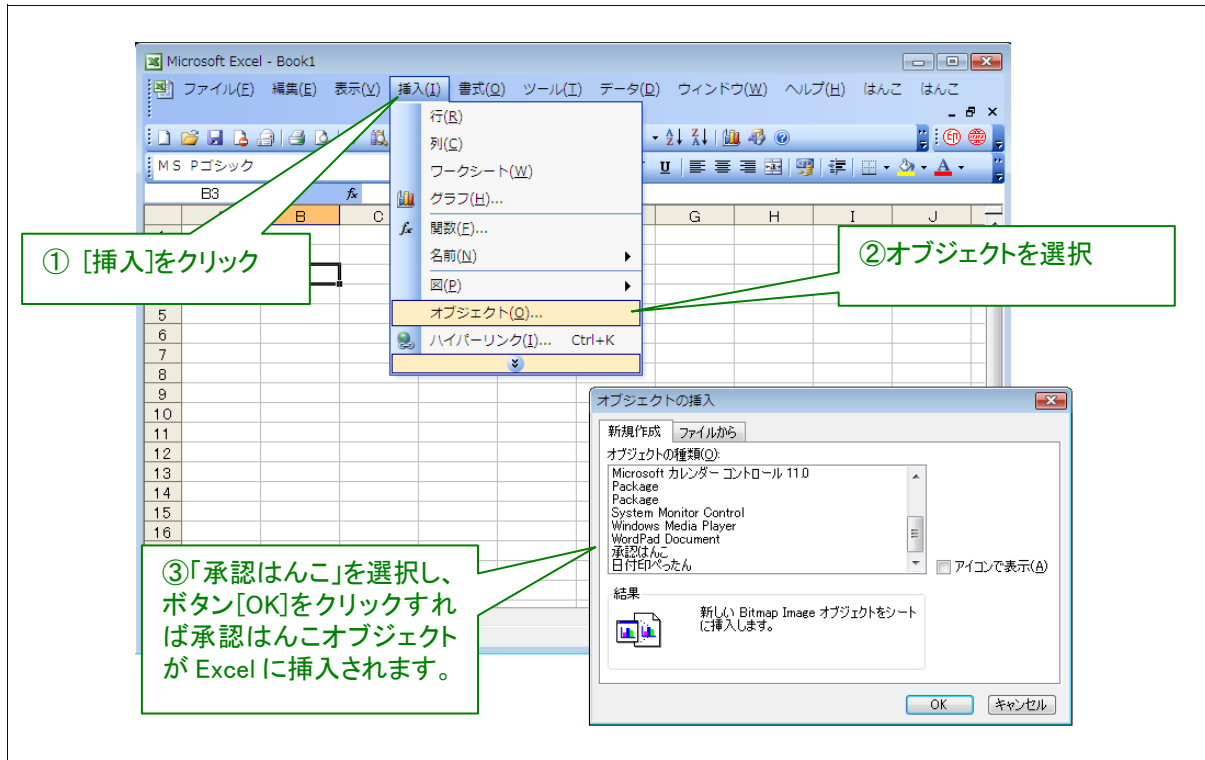 Microsoft Excel - Book1
ファイル(F) 編集(E) 表示(V) 挿入(I) 書式(O) ツール(T) データ(D) ウィンドウ(W) ヘルプ(H) はんこ はんこ
行(R)
列(C)
印
MS Pゴシック
U
A
ワークシート(W)
B3
fx
グラフ(H)...
B C G H I J
fx 関数(F)...
① [挿入]をクリック
②オブジェクトを選択
名前(N)
図(P)
オブジェクト(O)...
ハイパーリンク(I)... Ctrl+K
5
6
7
8
9
10
11
12
13
14
15
16
オブジェクトの挿入
新規作成 ファイルから
オブジェクトの種類(O):
Microsoft カレンダー コントロール 11.0
Package
Package
System Monitor Control
Windows Media Player
WordPad Document
承認はんこ
日付印ぺったん
アイコンで表示(A)
結果
新しい Bitmap Image オブジェクトをシート
に挿入します。
OK キャンセル
③「承認はんこ」を選択し、
ボタン[OK]をクリックすれ
ば承認はんこオブジェクト
が Excel に挿入されます。